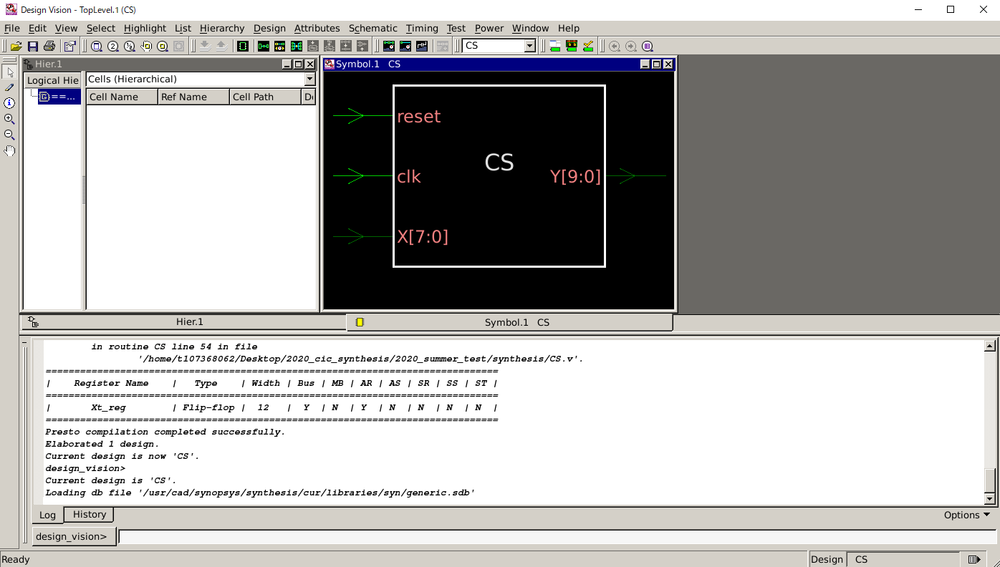 Design Vision - TopLevel.1 (CS)
File Edit View Select Highlight List Hierarchy Design Attributes Schematic Timing Test Power Window Help
CS
Hier.1
Logical Hie
==...
Cells (Hierarchical)
Cell Name Ref Name Cell Path
Symbol.1 CS
reset
CS
clk
Y[9:0]
X[7:0]
Hier.1
Symbol.1 CS
in routine CS line 54 in file
'/home/t107368062/Desktop/2020_cic_synthesis/2020_summer_test/synthesis/CS.v'.
===============================================================================
| Register Name | Type | Width | Bus | MB | AR | AS | SR | SS | ST |
===============================================================================
| Xt_reg | Flip-flop | 12 | Y | N | Y | N | N | N | N |
===============================================================================
Presto compilation completed successfully.
Elaborated 1 design.
Current design is now 'CS'.
design_vision>
Current design is 'CS'.
Loading db file '/usr/cad/synopsys/synthesis/cur/libraries/syn/generic.sdb'
Log History
Options
design_vision>
Ready
Design CS